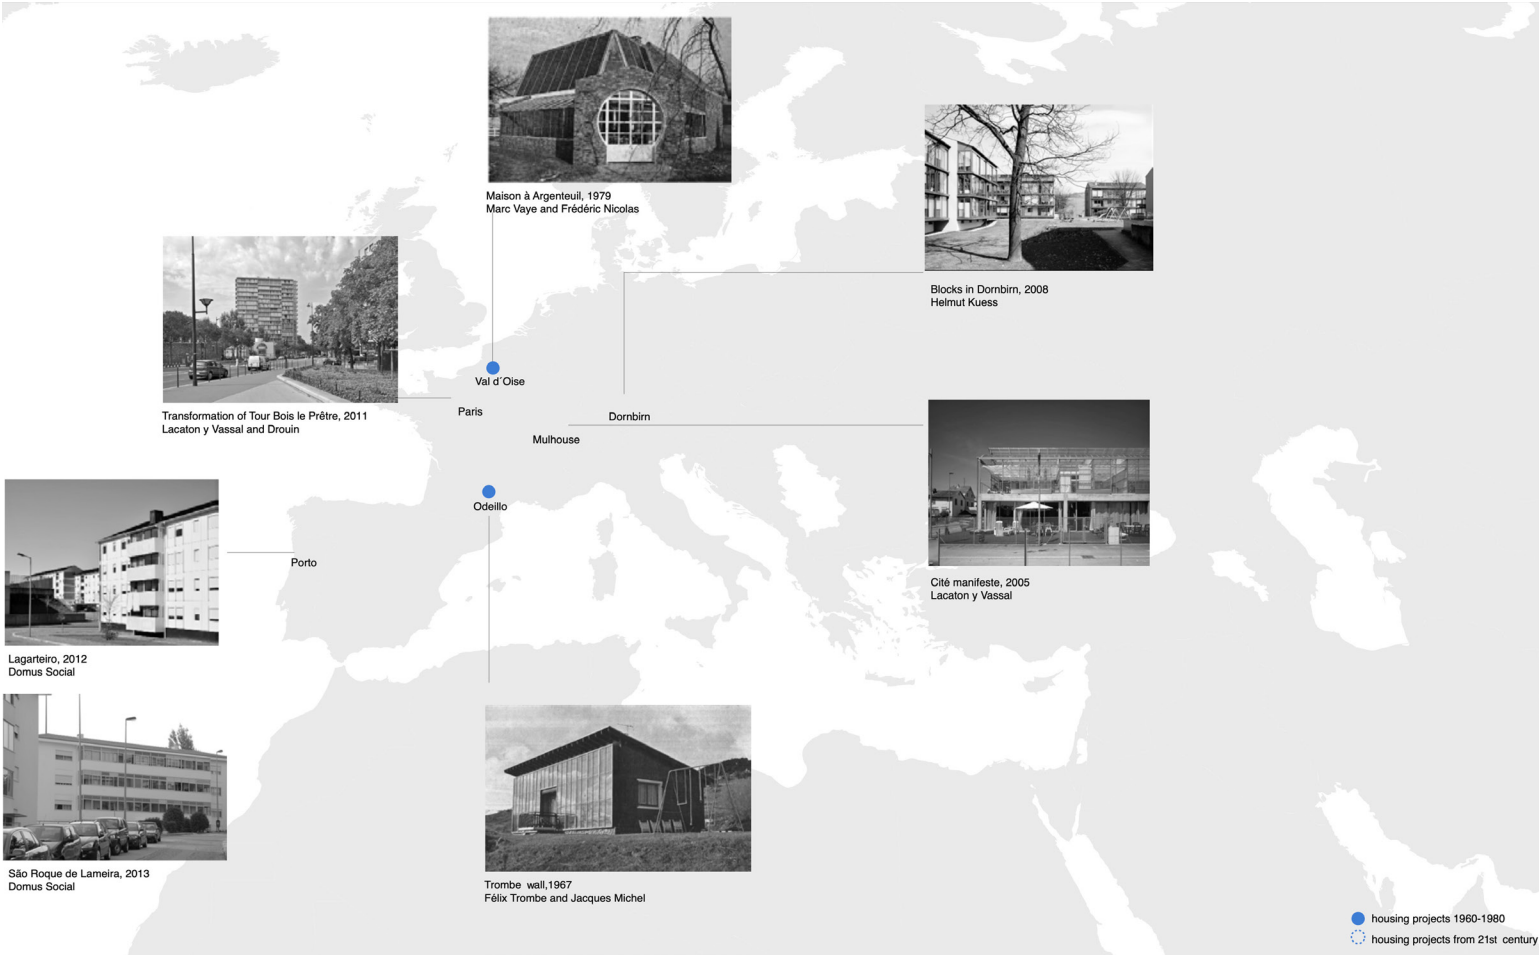 Maison à Argenteuil, 1979
Marc Vaye and Frédéric Nicolas
Blocks in Dornbirn, 2008
Helmut Kuess
Val d´Oise
Transformation of Tour Bois le Prêtre, 2011
Lacaton y Vassal and Drouin
Paris
Dornbirn
Mulhouse
Odeillo
Porto
Cité manifeste, 2005
Lacaton y Vassal
Lagarteiro, 2012
Domus Social
São Roque de Lameira, 2013
Domus Social
Trombe wall,1967
Félix Trombe and Jacques Michel
housing projects 1960-1980
housing projects from 21st century